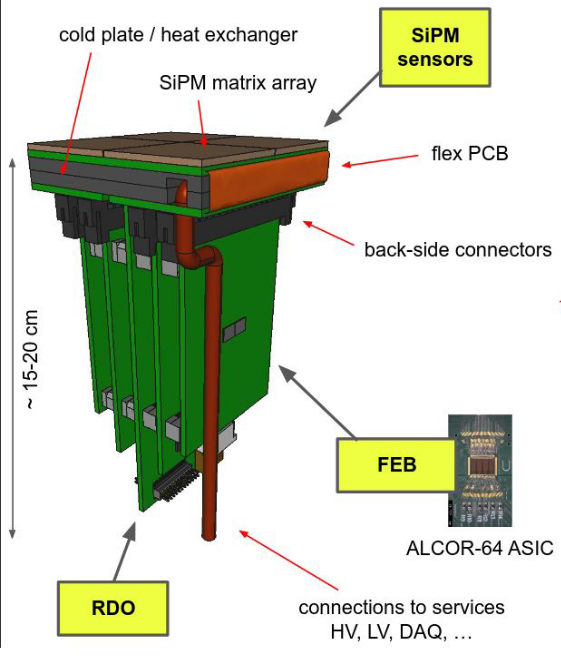 cold plate / heat exchanger
SiPM
sensors
SiPM matrix array
flex PCB
back-side connectors
~ 15-20 cm
FEB
ALCOR-64 ASIC
RDO
connections to services
HV, LV, DAQ, …